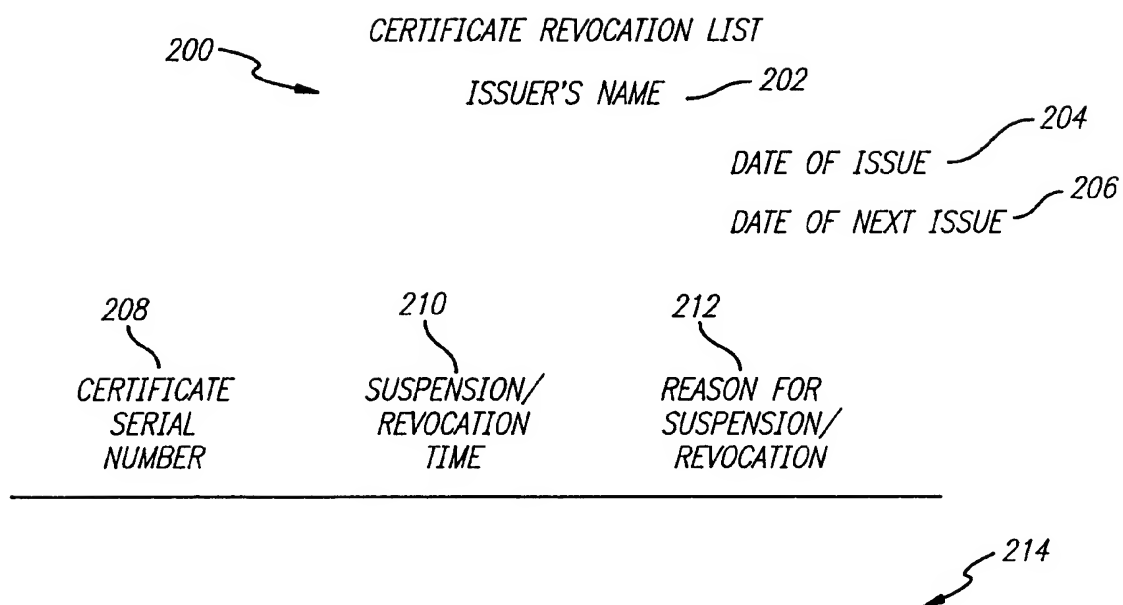 CERTIFICATE REVOCATION LIST
200
ISSUER'S NAME 202
204
DATE OF ISSUE
206
DATE OF NEXT ISSUE
208 210 212
CERTIFICATE SUSPENSION/ REASON FOR
SERIAL REVOCATION SUSPENSION/
NUMBER TIME REVOCATION
214